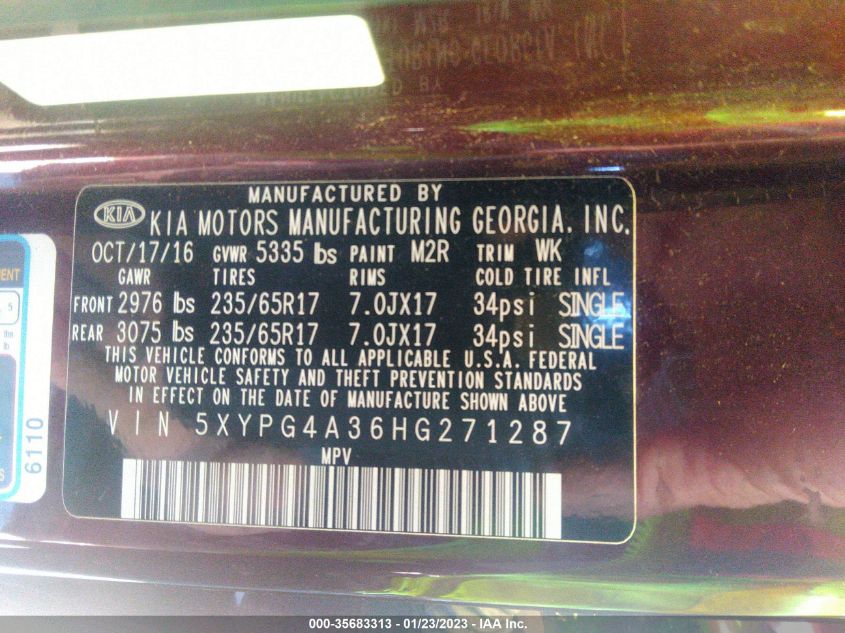 MANUFACTURED BY
KIA KIA MOTORS MANUFACTURING GEORGIA, INC.
OCT/17/16 GVWR 5335 lbs PAINT M2R TRIM WK
GAWR TIRES RIMS COLD TIRE INFL
FRONT 2976 lbs 235/65R17 7.0JX17 34psi SINGLE
REAR 3075 lbs 235/65R17 7.0JX17 34psi SINGLE
THIS VEHICLE CONFORMS TO ALL APPLICABLE U.S.A. FEDERAL
MOTOR VEHICLE SAFETY AND THEFT PREVENTION STANDARDS
IN EFFECT ON THE DATE OF MANUFACTURE SHOWN ABOVE
VIN 5XYPG4A36HG271287
MPV
6110
000-35683313 - 01/23/2023 - IAA Inc.